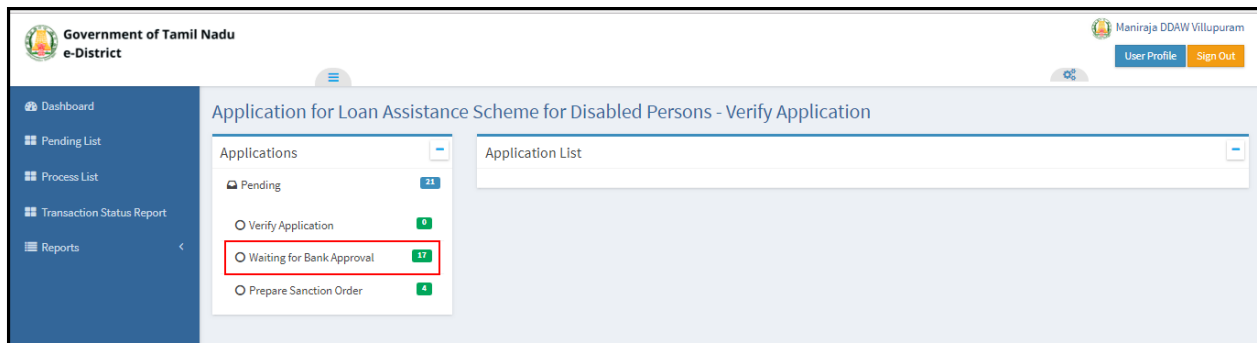 Government of Tamil Nadu
e-District
Maniraja DDAW Villupuram
User Profile
Sign Out
Dashboard
Pending List
Process List
Transaction Status Report
Reports
Application for Loan Assistance Scheme for Disabled Persons - Verify Application
Applications
Pending 21
Verify Application 0
Waiting for Bank Approval 17
Prepare Sanction Order 4
Application List